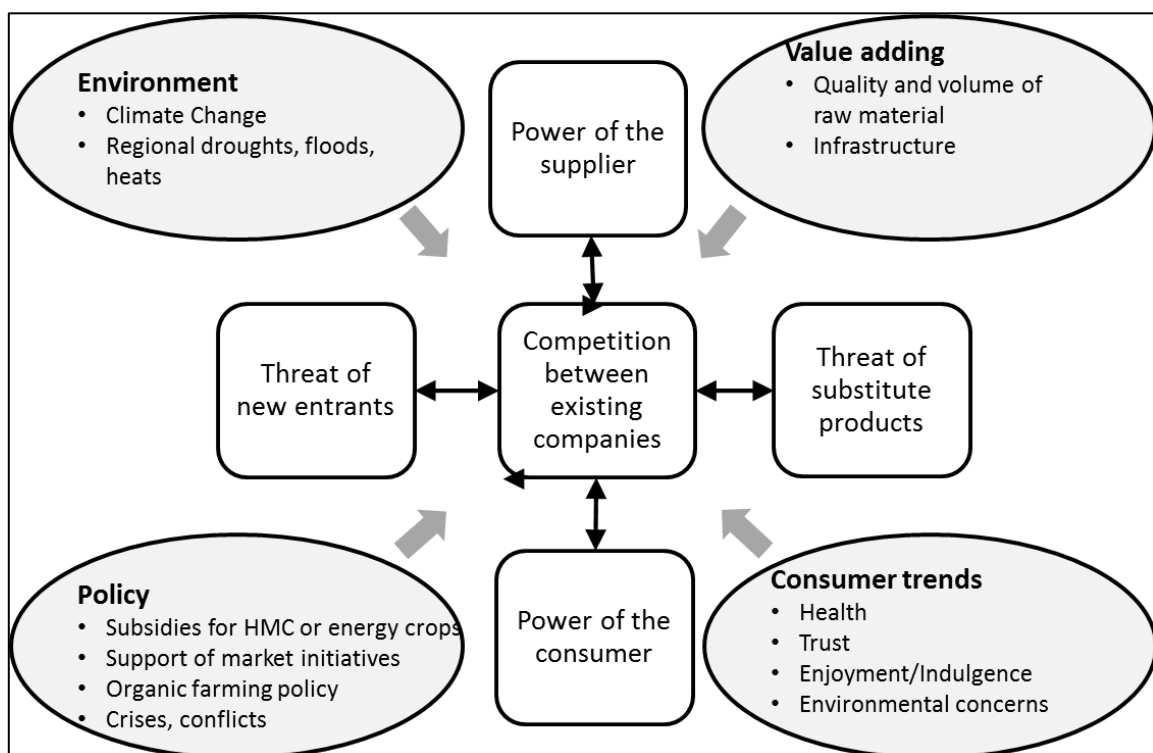 Environment
• Climate Change
• Regional droughts, floods,
heats
Value adding
• Quality and volume of
raw material
• Infrastructure
Power of the
supplier
Threat of
new entrants
Competition
between
existing
companies
Threat of
substitute
products
Policy
• Subsidies for HMC or energy crops
• Support of market initiatives
• Organic farming policy
• Crises, conflicts
Power of the
consumer
Consumer trends
• Health
• Trust
• Enjoyment/Indulgence
• Environmental concerns